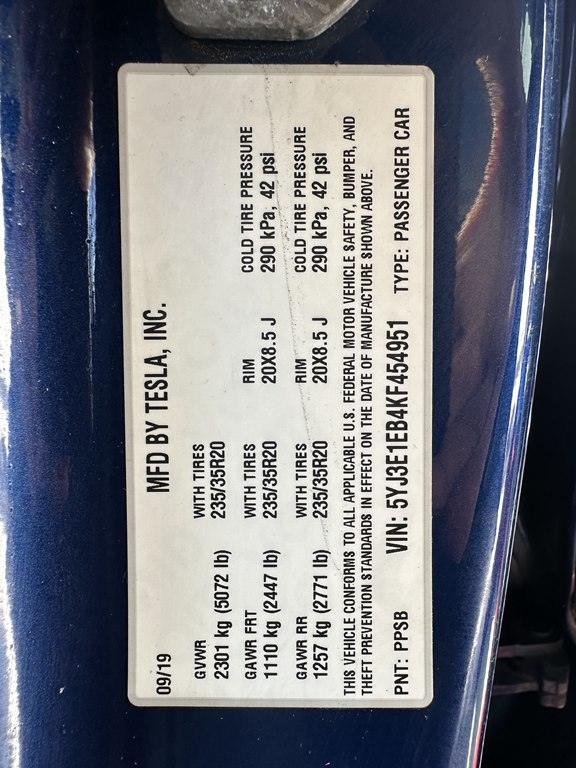 MFD BY TESLA, INC.
09/19
GVWR WITH TIRES
2301 kg (5072 lb) 235/35R20
GAWR FRT WITH TIRES RIM COLD TIRE PRESSURE
1110 kg (2447 lb) 235/35R20 20X8.5 J 290 kPa, 42 psi
GAWR RR WITH TIRES RIM COLD TIRE PRESSURE
1257 kg (2771 lb) 235/35R20 20X8.5 J 290 kPa, 42 psi
THIS VEHICLE CONFORMS TO ALL APPLICABLE U.S. FEDERAL MOTOR VEHICLE SAFETY, BUMPER, AND
THEFT PREVENTION STANDARDS IN EFFECT ON THE DATE OF MANUFACTURE SHOWN ABOVE.
PNT: PPSB VIN: 5YJ3E1EB4KF454951 TYPE: PASSENGER CAR